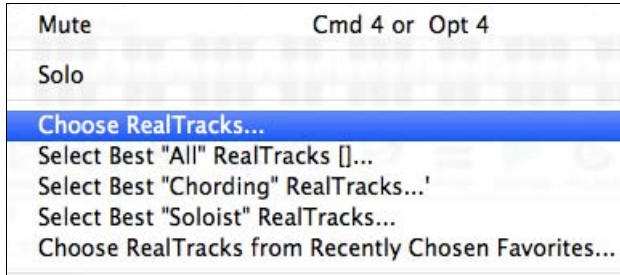 Mute Cmd 4 or Opt 4
Solo
Choose RealTracks...
Select Best "All" RealTracks []...
Select Best "Chording" RealTracks...'
Select Best "Soloist" RealTracks...
Choose RealTracks from Recently Chosen Favorites...